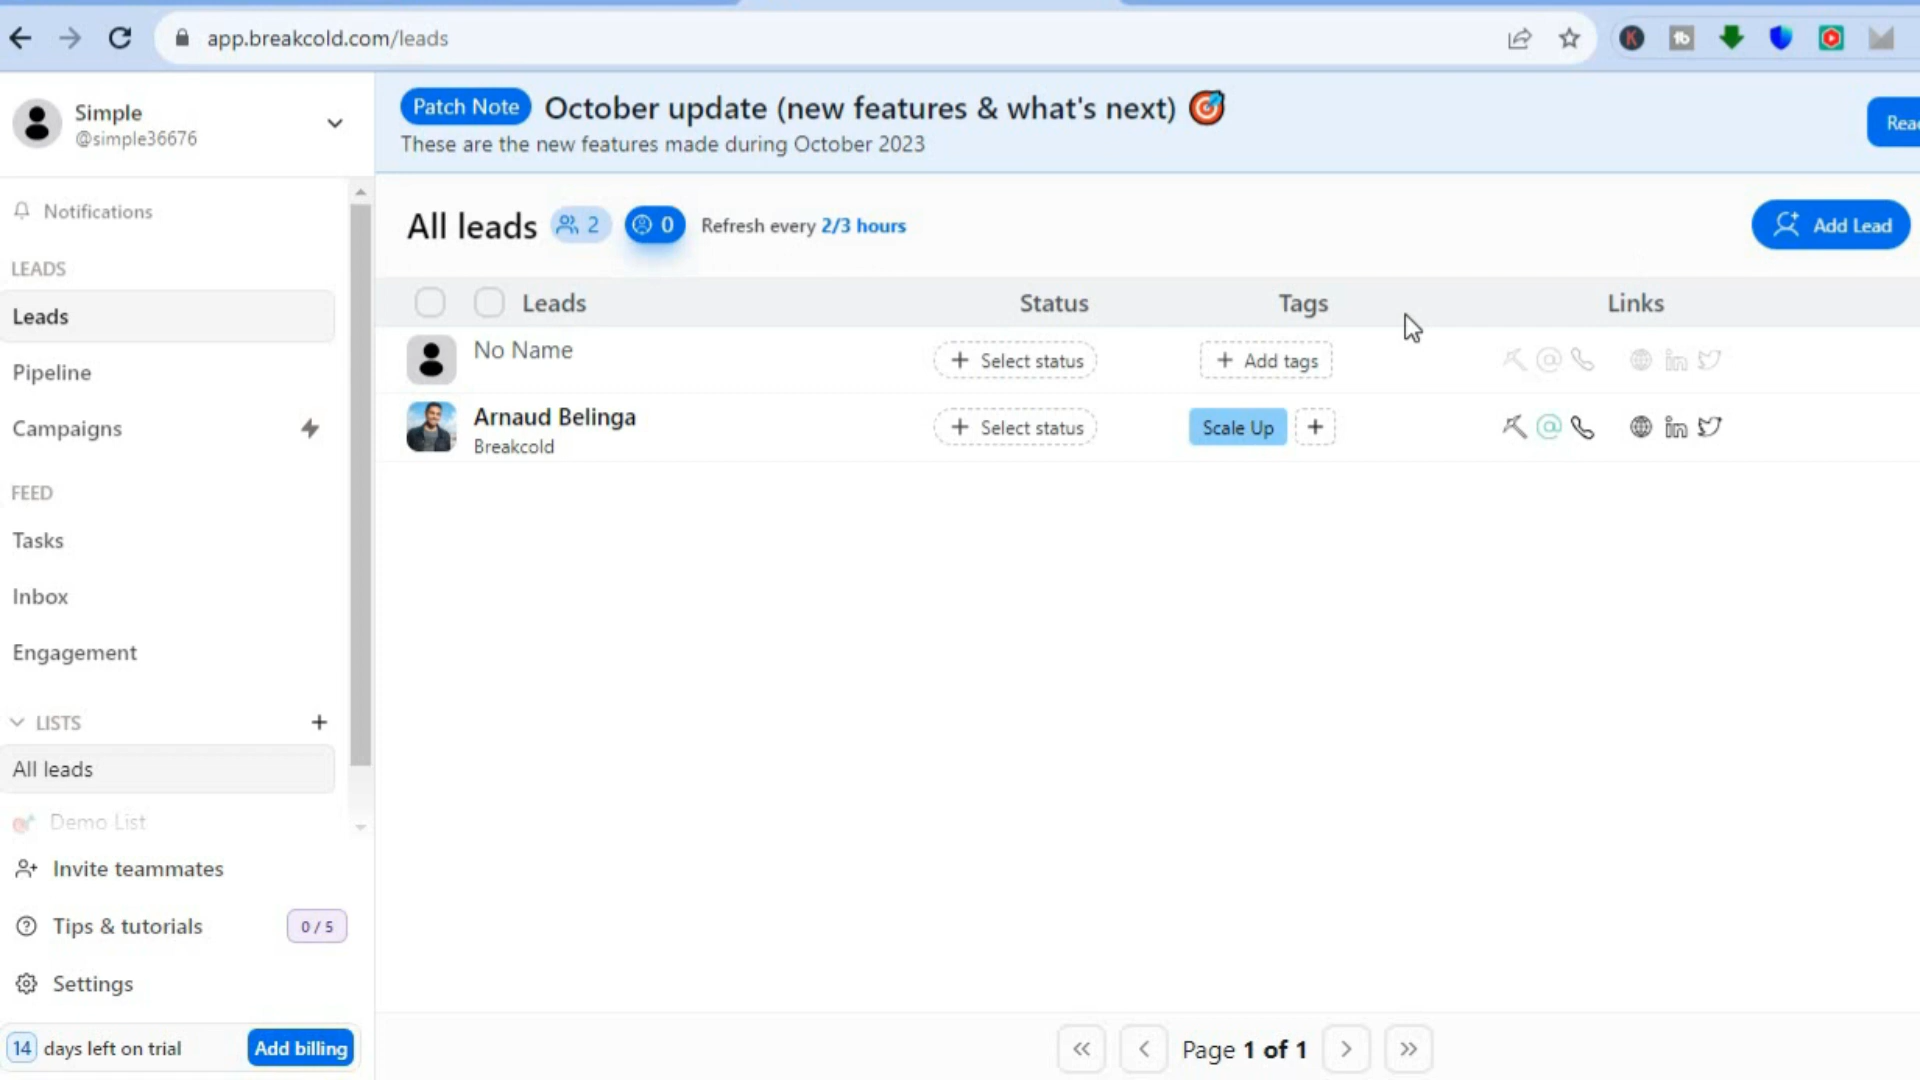 app.breakcold.com/leads
Simple
@simple36676
Patch Note October update (new features & what's next)
These are the new features made during October 2023
Notifications
All leads 2 0 Refresh every 2/3 hours
Add Lead
LEADS
Leads
Pipeline
Campaigns
Leads Status Tags Links
No Name + Select status + Add tags
Arnaud Belinga + Select status Scale Up +
Breakcold
FEED
Tasks
Inbox
Engagement
LISTS +
All leads
Demo List
Invite teammates
Tips & tutorials 0 / 5
Settings
14 days left on trial Add billing
Page 1 of 1